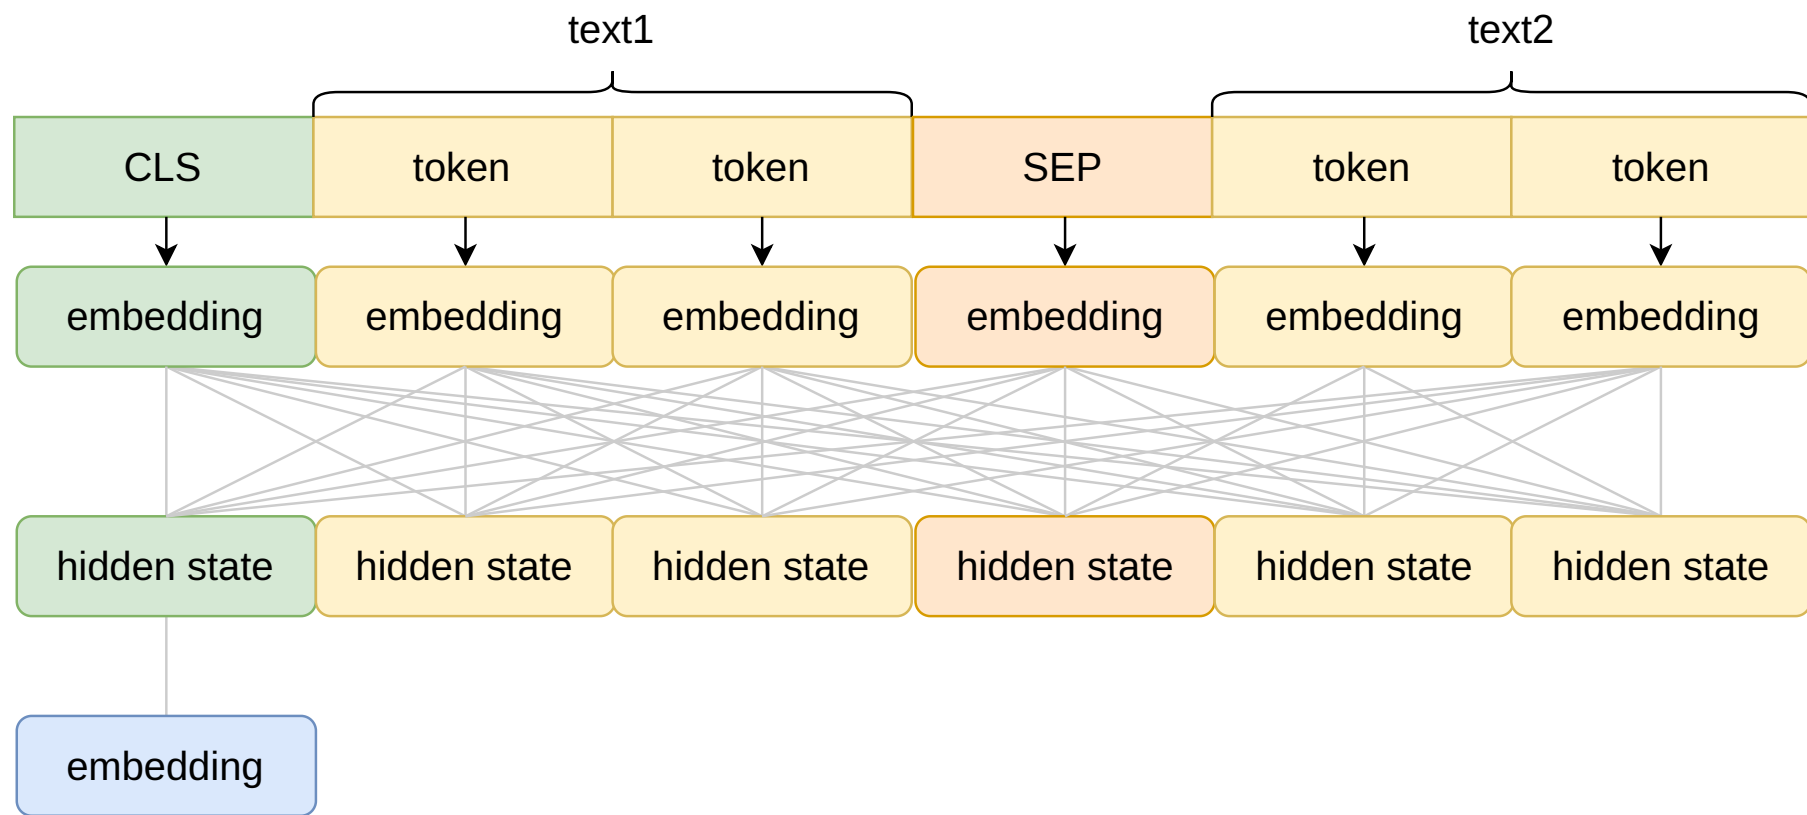 text1 text2
CLS token token SEP token token
embedding embedding embedding embedding embedding embedding
hidden state hidden state hidden state hidden state hidden state hidden state
embedding